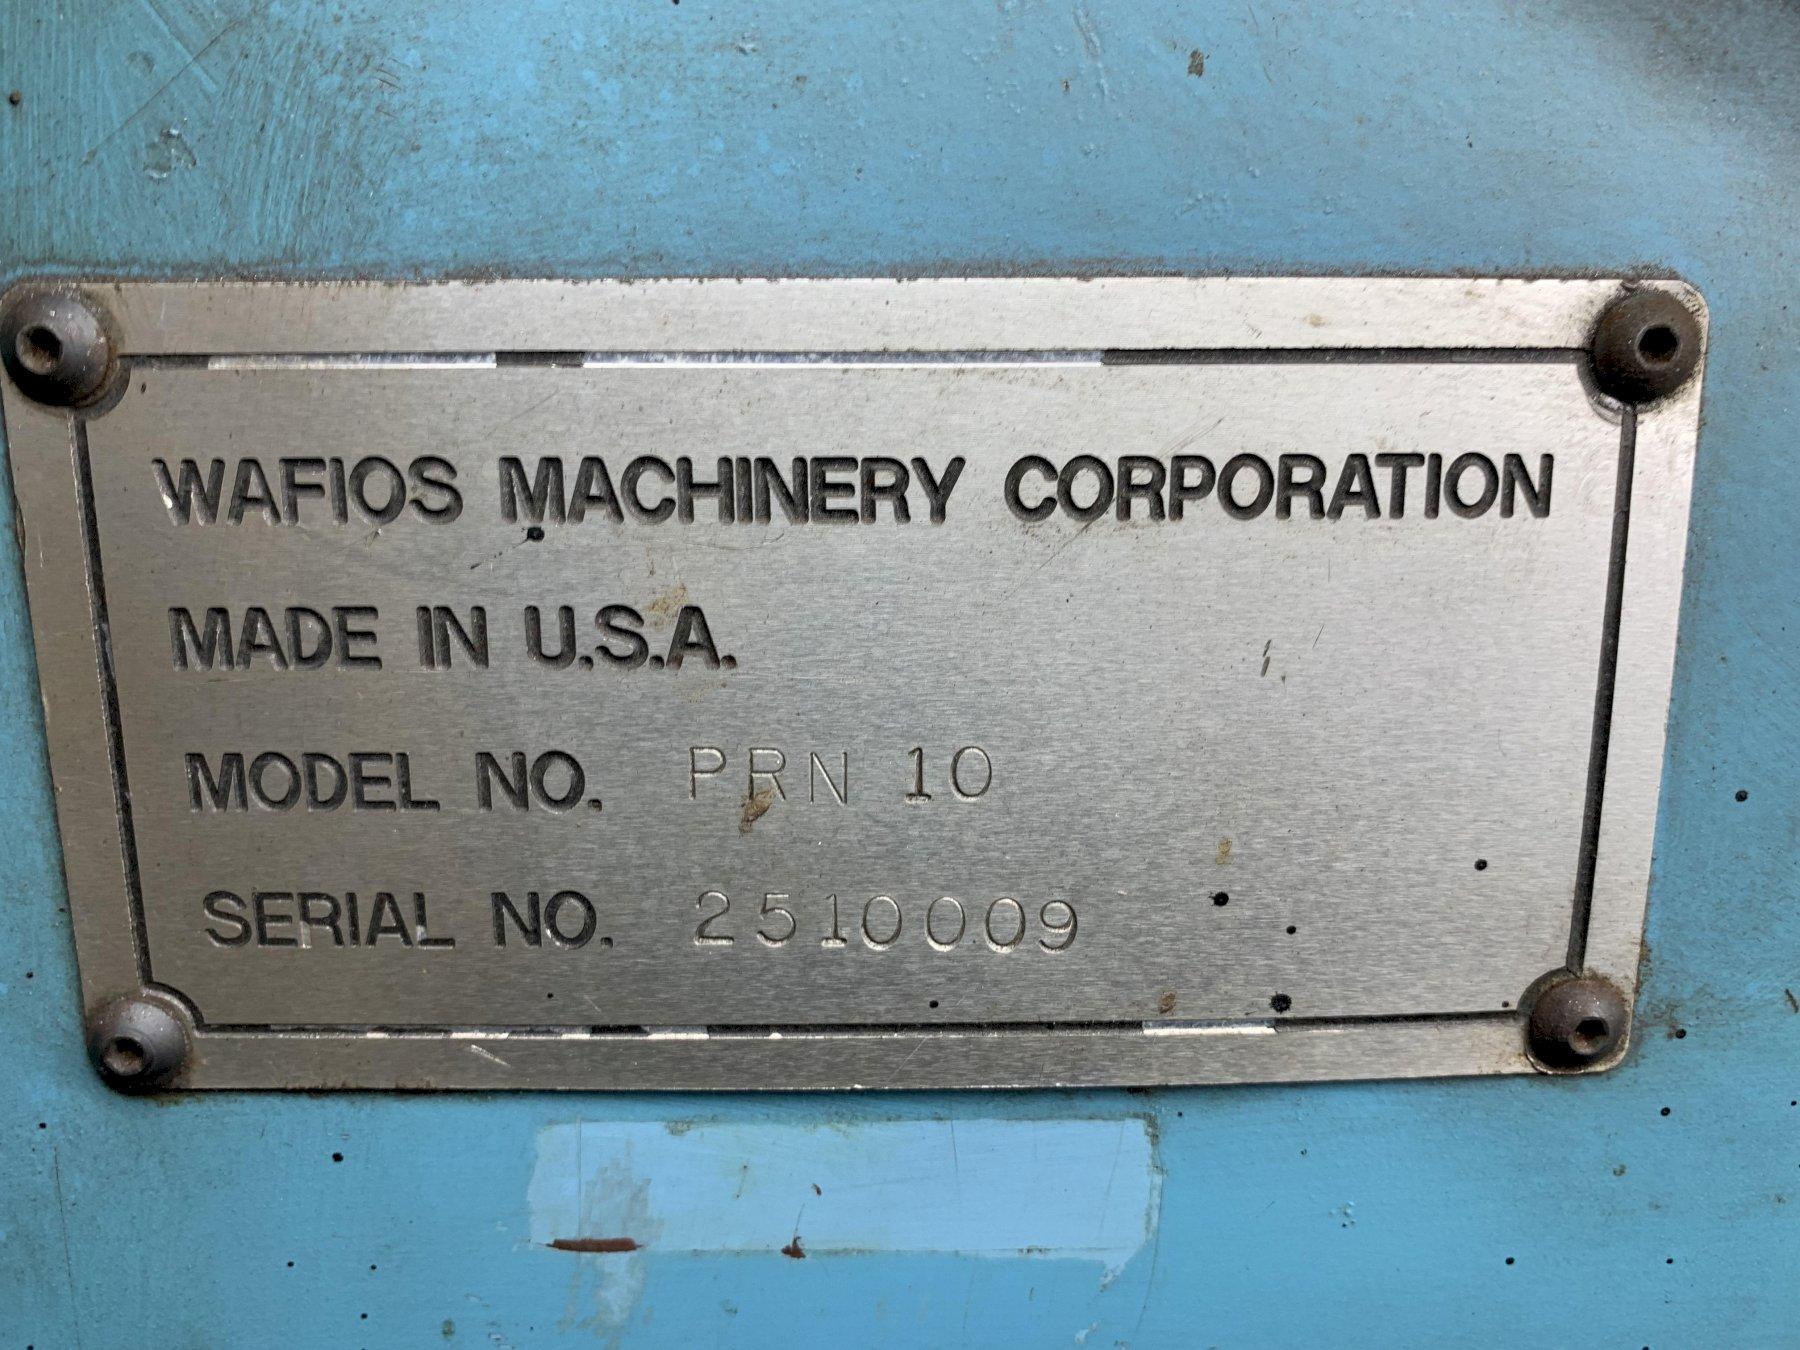 WAFIOS MACHINERY CORPORATION
MADE IN U.S.A.
MODEL NO. PRN 10
SERIAL NO. 2510009